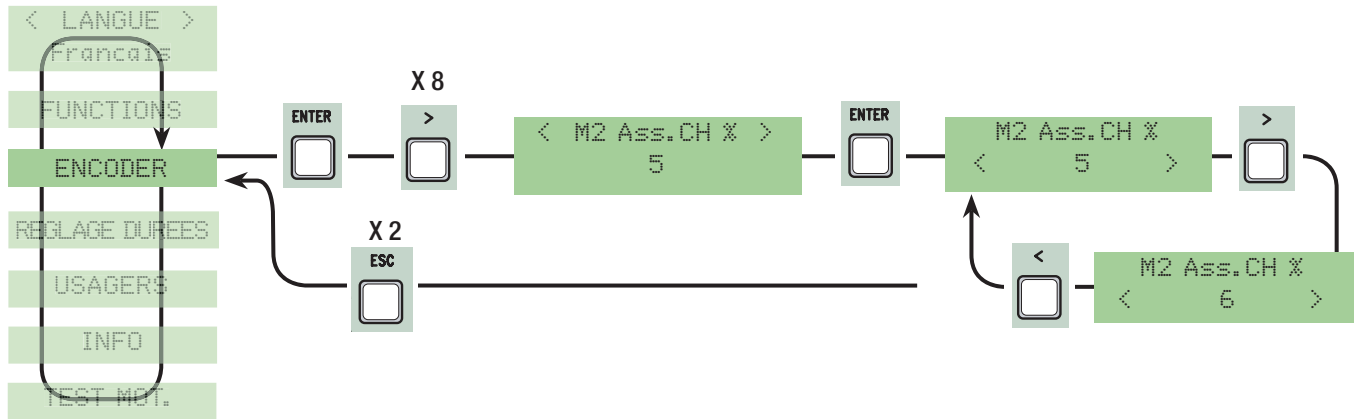 < LANGUE >
Francais
FUNCTIONS
ENCODER
REGLAGE DUREES
USAGERS
INFO
TEST MOT.
ENTER
X 8
>
< M2 Ass.CH % >
5
ENTER
M2 Ass.CH %
< 5 >
>
X 2
ESC
<
M2 Ass.CH %
< 6 >